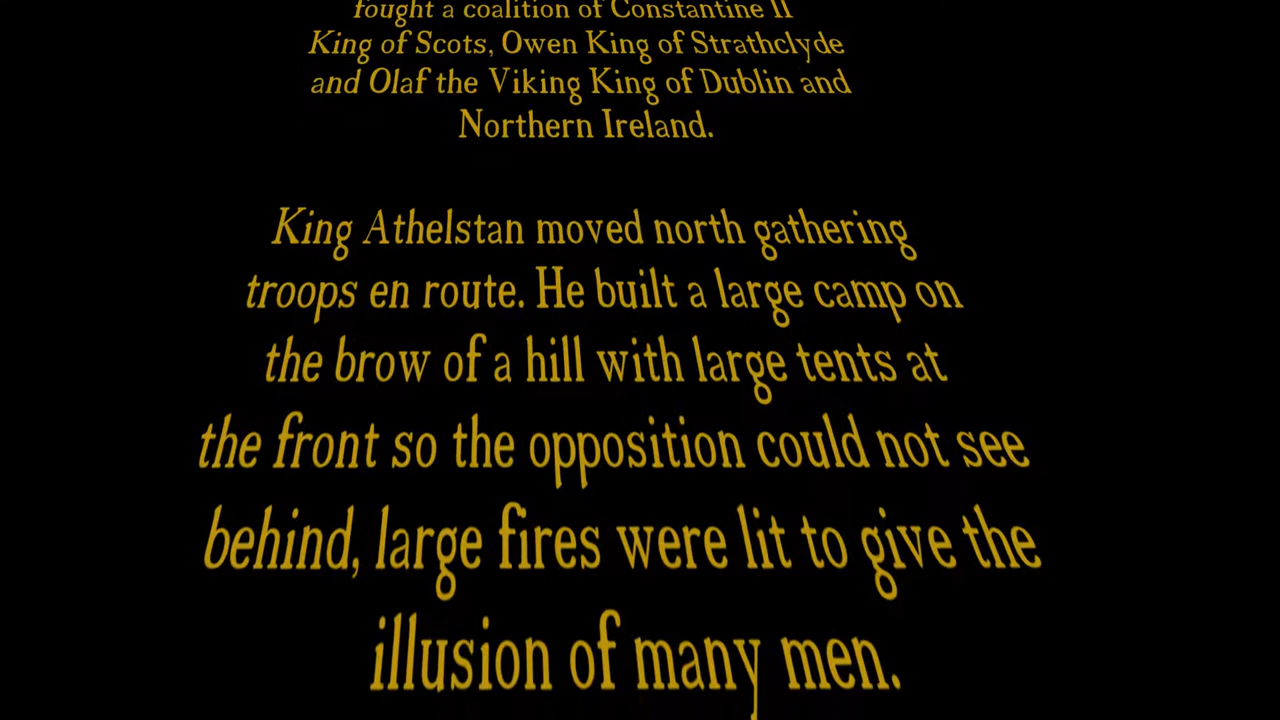 fought a coalition of Constantine II
King of Scots, Owen King of Strathclyde
and Olaf the Viking King of Dublin and
Northern Ireland.
King Athelstan moved north gathering
troops en route. He built a large camp on
the brow of a hill with large tents at
the front so the opposition could not see
behind, large fires were lit to give the
illusion of many men.